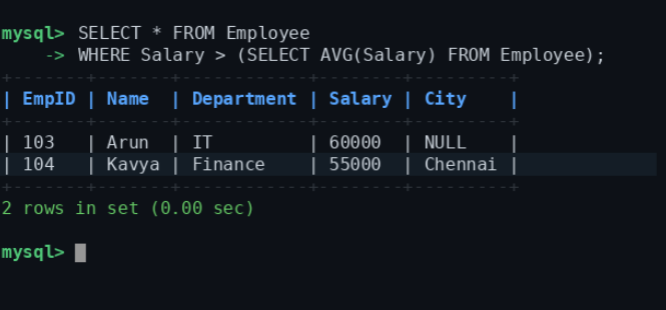 mysql> SELECT * FROM Employee
    -> WHERE Salary > (SELECT AVG(Salary) FROM Employee);
+-------+-------+------------+--------+---------+
| EmpID | Name  | Department | Salary | City    |
+-------+-------+------------+--------+---------+
| 103   | Arun  | IT         | 60000  | NULL    |
| 104   | Kavya | Finance    | 55000  | Chennai |
+-------+-------+------------+--------+---------+
2 rows in set (0.00 sec)
mysql>